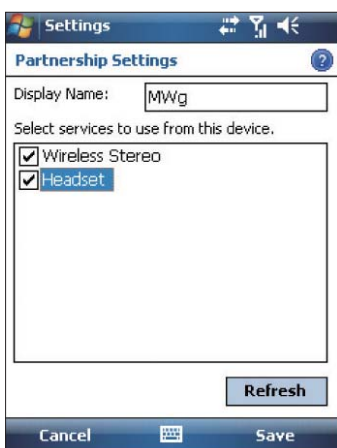 Settings
Partnership Settings
Display Name: MWg
Select services to use from this device.
Wireless Stereo
Headset
Refresh
Cancel Save